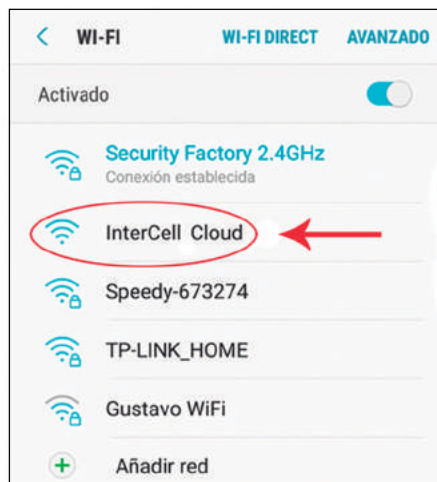 WI-FI WI-FI DIRECT AVANZADO
Activado
Security Factory 2.4GHz
Conexión establecida
InterCell Cloud
Speedy-673274
TP-LINK_HOME
Gustavo WiFi
Añadir red